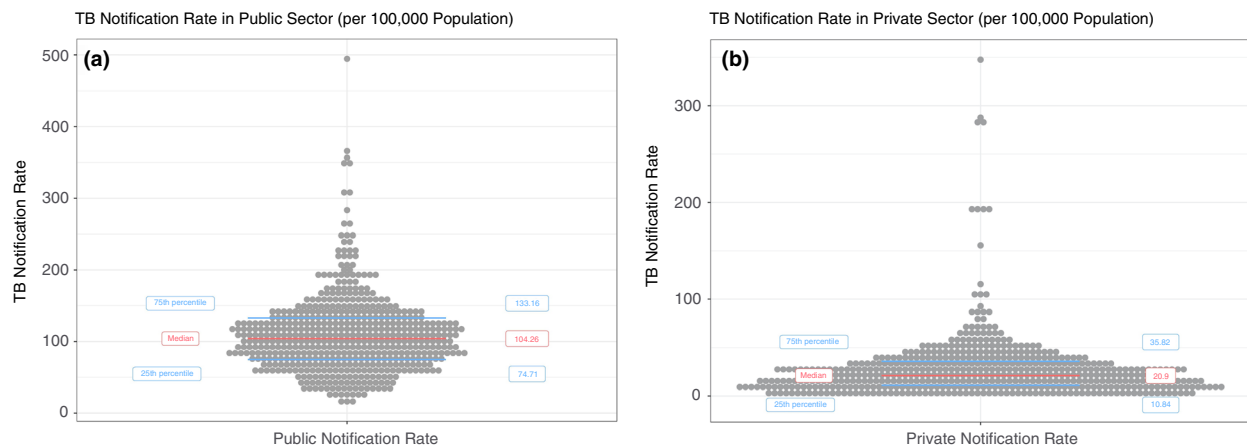 TB Notification Rate in Public Sector (per 100,000 Population)
(a)
TB Notification Rate
500
400
300
200
100
0
75th percentile
133.16
Median
104.26
25th percentile
74.71
Public Notification Rate
TB Notification Rate in Private Sector (per 100,000 Population)
(b)
TB Notification Rate
300
200
100
0
75th percentile
35.82
Median
20.9
25th percentile
10.84
Private Notification Rate